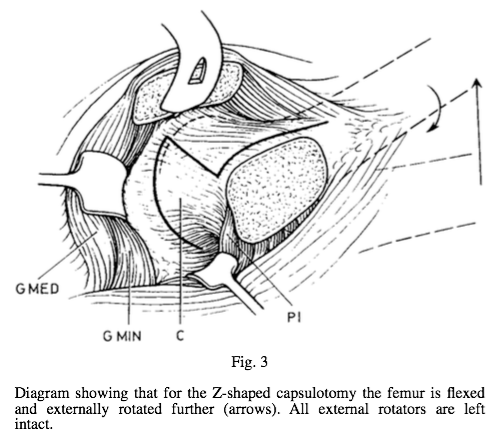 G MED
G MIN
C
PI
Fig. 3
Diagram showing that for the Z-shaped capsulotomy the femur is flexed
and externally rotated further (arrows). All external rotators are left
intact.